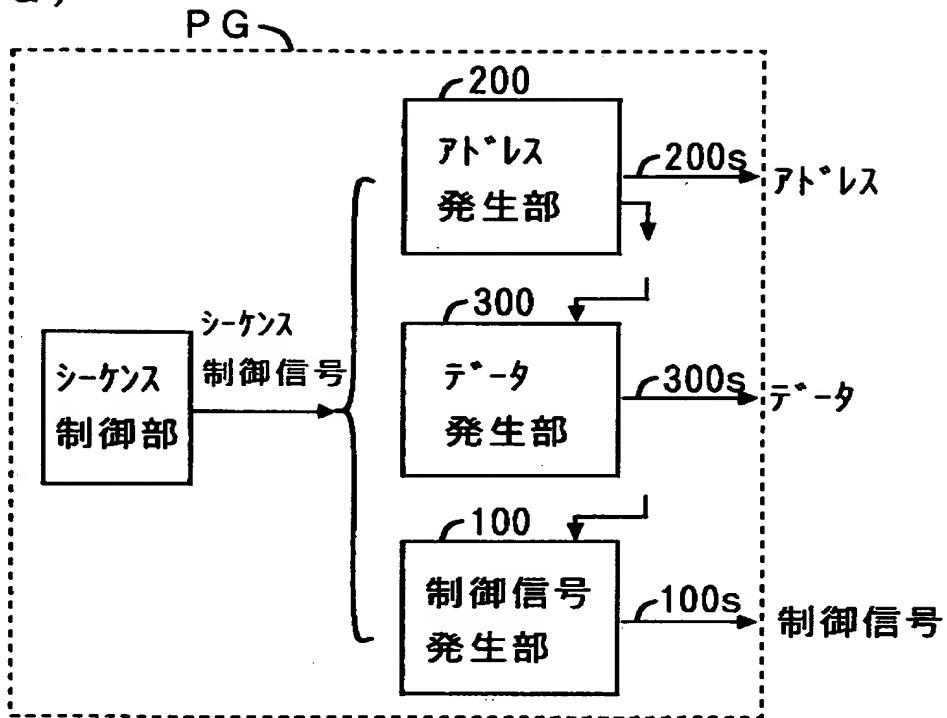 PG
200
アドレス
発生部
200s
アドレス
300
データ
発生部
300s
データ
シーケンス
制御信号
シーケンス
制御部
100
制御信号
発生部
100s
制御信号